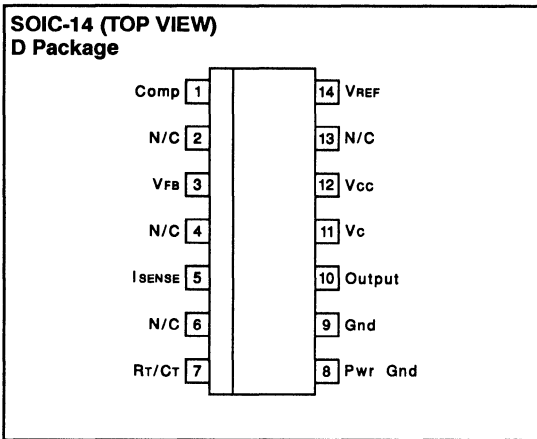 SOIC-14 (TOP VIEW)
D Package
Comp 1
14 VREF
N/C 2
13 N/C
VFB 3
12 Vcc
N/C 4
11 Vc
ISENSE 5
10 Output
N/C 6
9 Gnd
RT/CT 7
8 Pwr Gnd